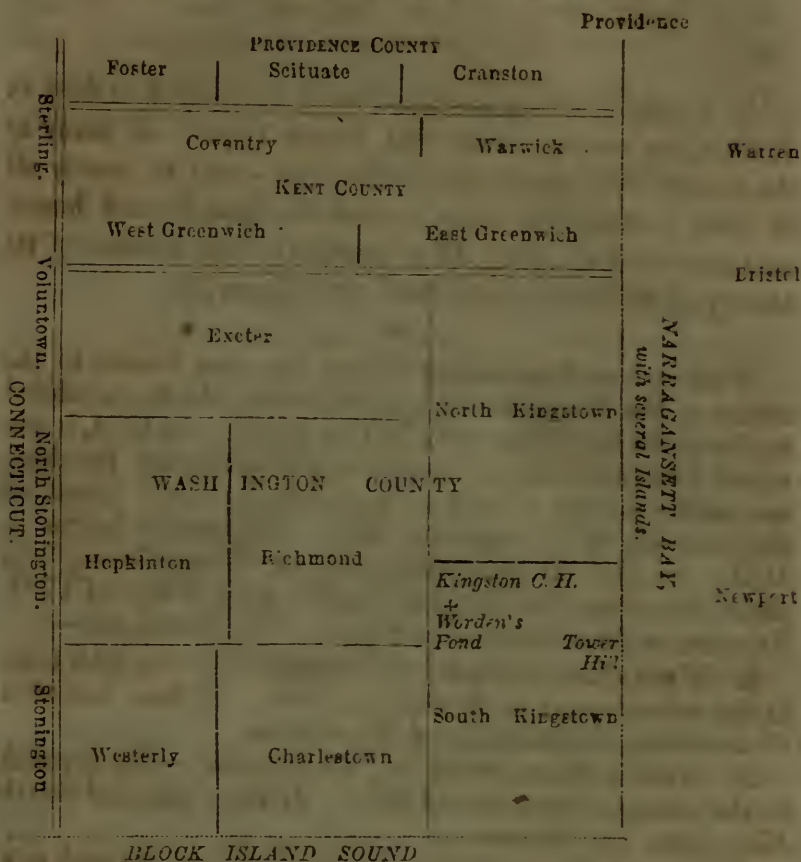 Providence
PROVIDENCE COUNTY
Foster Scituate Cranston
Coventry Warwick
Warren
KENT COUNTY
West Greenwich East Greenwich
Bristol
Exeter
North Kingstown
WASHINGTON COUNTY
Hopkinton Richmond
Kingston C. H.
Newport
Worden's
Pond Tower
Hill
South Kingstown
Westerly Charlestown
BLOCK ISLAND SOUND
Sterling.
Voluntown.
North Stonington.
Stonington
CONNECTICUT.
NARRAGANSETT BAY,
with several Islands.